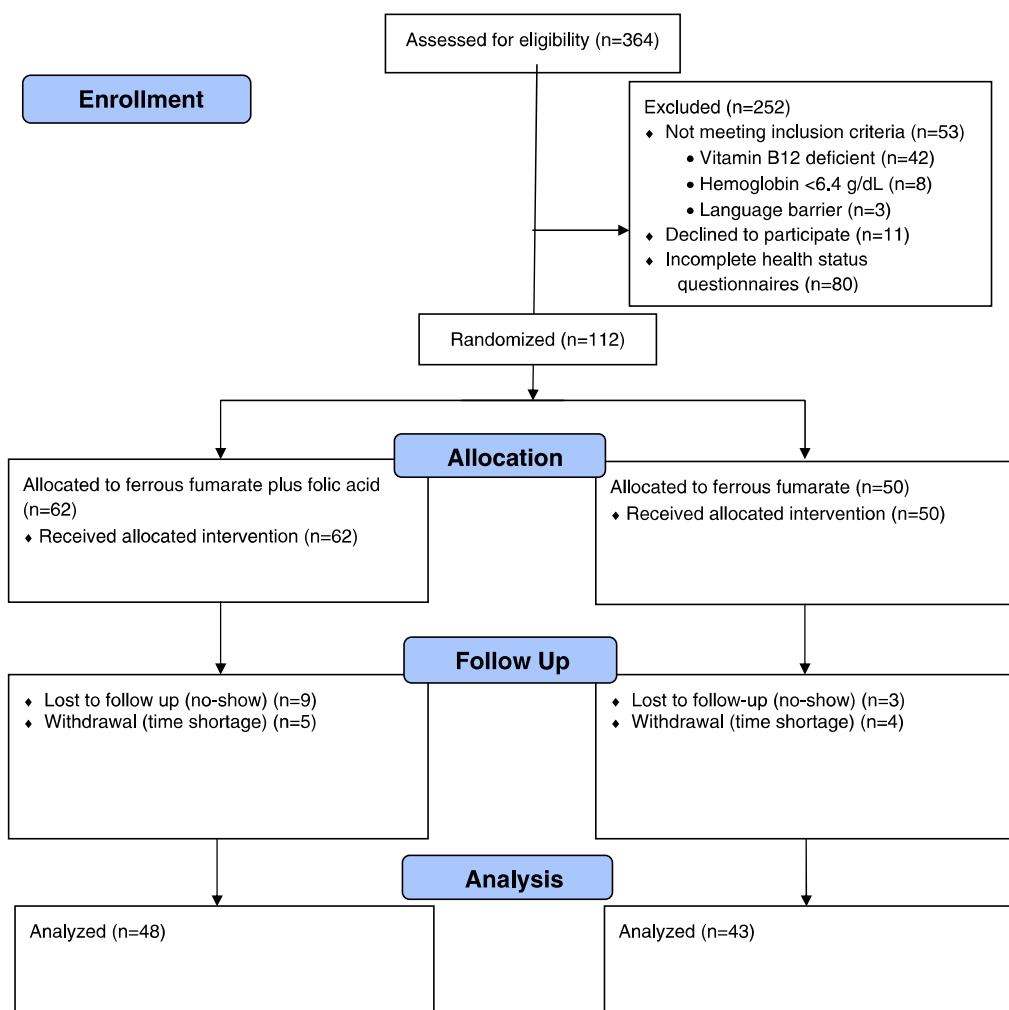 Assessed for eligibility (n=364)
Enrollment
Excluded (n=252)
♦ Not meeting inclusion criteria (n=53)
• Vitamin B12 deficient (n=42)
• Hemoglobin <6.4 g/dL (n=8)
• Language barrier (n=3)
♦ Declined to participate (n=11)
♦ Incomplete health status
questionnaires (n=80)
Randomized (n=112)
Allocation
Allocated to ferrous fumarate plus folic acid
(n=62)
♦ Received allocated intervention (n=62)
Allocated to ferrous fumarate (n=50)
♦ Received allocated intervention (n=50)
Follow Up
♦ Lost to follow up (no-show) (n=9)
♦ Withdrawal (time shortage) (n=5)
♦ Lost to follow-up (no-show) (n=3)
♦ Withdrawal (time shortage) (n=4)
Analysis
Analyzed (n=48)
Analyzed (n=43)